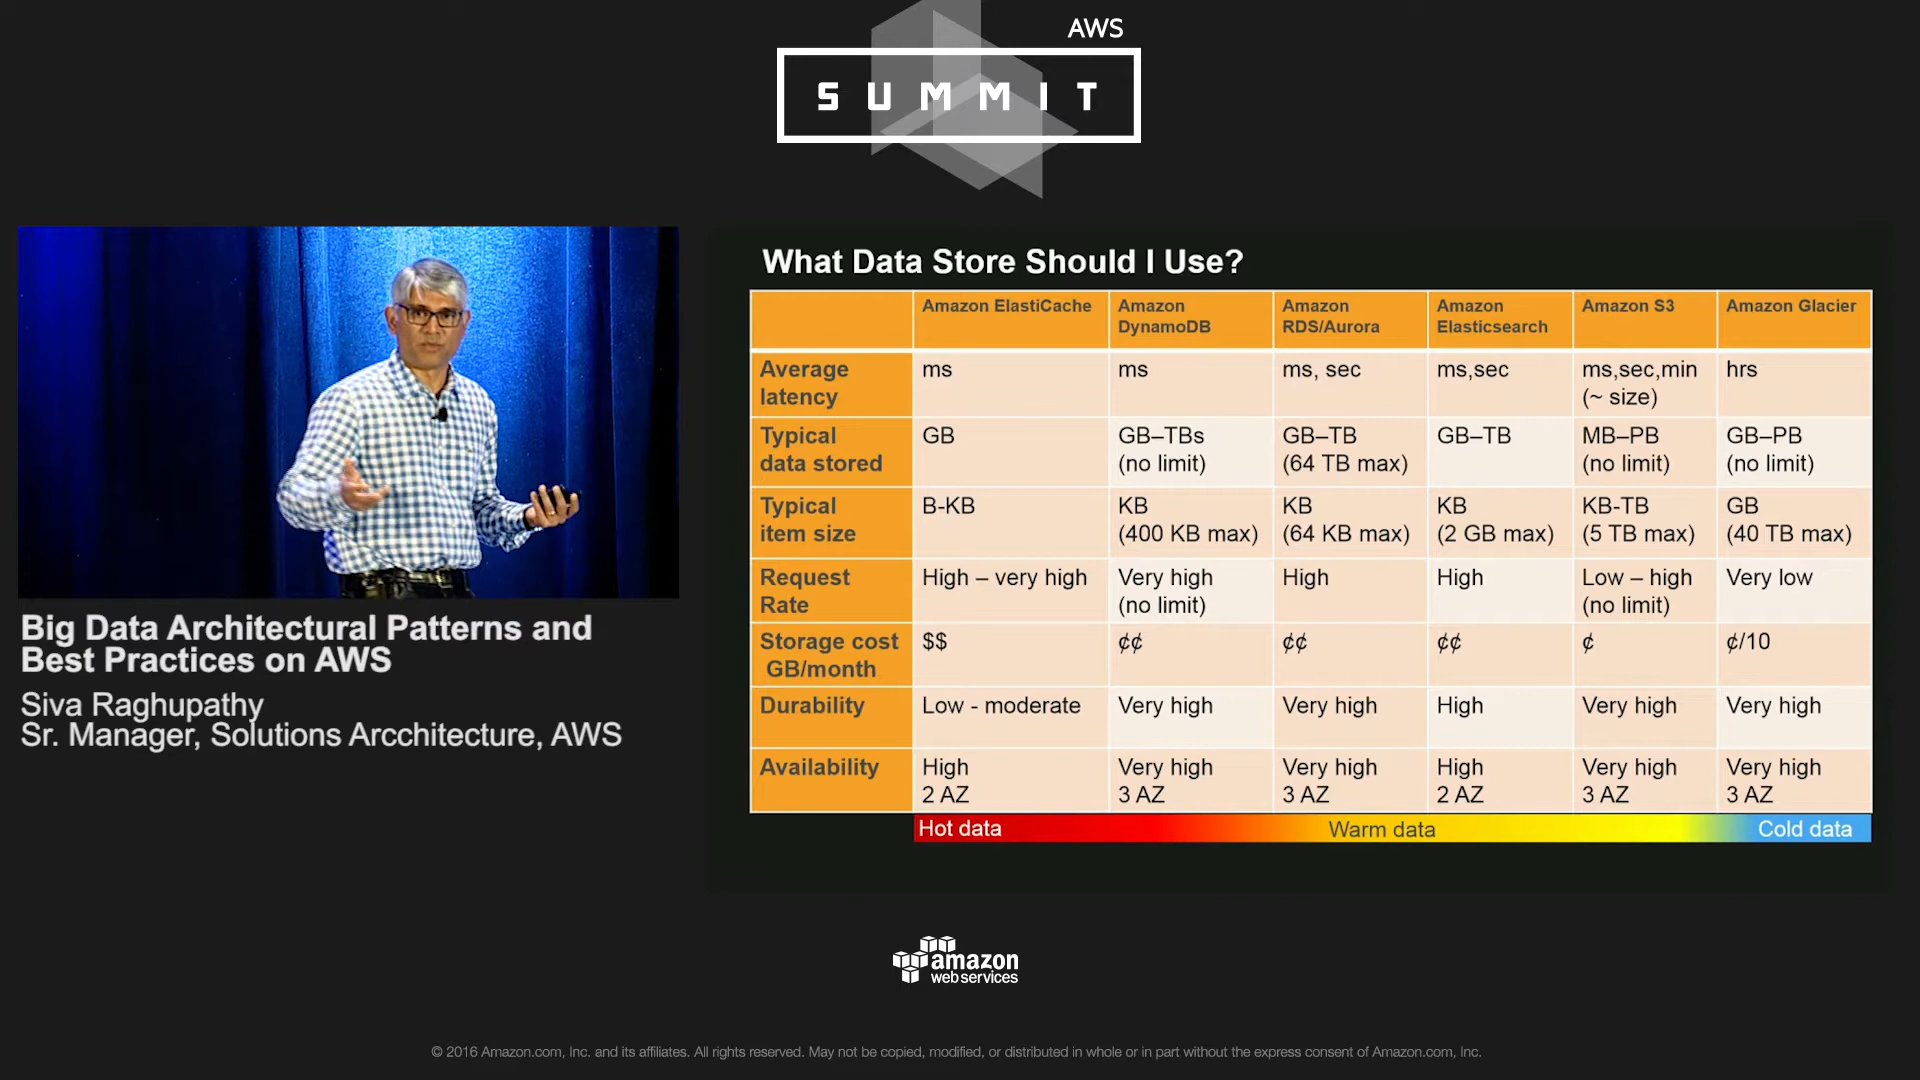 AWS
SUMMIT
What Data Store Should I Use?
Amazon ElastiCache
Amazon
DynamoDB
Amazon
RDS/Aurora
Amazon
Elasticsearch
Amazon S3
Amazon Glacier
Average
latency
ms
ms
ms, sec
ms,sec
ms,sec,min
(~ size)
hrs
Typical
data stored
GB
GB–TBs
(no limit)
GB–TB
(64 TB max)
GB–TB
MB–PB
(no limit)
GB–PB
(no limit)
Typical
item size
B-KB
KB
(400 KB max)
KB
(64 KB max)
KB
(2 GB max)
KB-TB
(5 TB max)
GB
(40 TB max)
Request
Rate
High – very high
Very high
(no limit)
High
High
Low – high
(no limit)
Very low
Storage cost
GB/month
$$
¢¢
¢¢
¢¢
¢
¢/10
Durability
Low - moderate
Very high
Very high
High
Very high
Very high
Availability
High
2 AZ
Very high
3 AZ
Very high
3 AZ
High
2 AZ
Very high
3 AZ
Very high
3 AZ
Hot data
Warm data
Cold data
Big Data Architectural Patterns and
Best Practices on AWS
Siva Raghupathy
Sr. Manager, Solutions Arcchitecture, AWS
amazon
webservices
© 2016 Amazon.com, Inc. and its affiliates. All rights reserved. May not be copied, modified, or distributed in whole or in part without the express consent of Amazon.com, Inc.